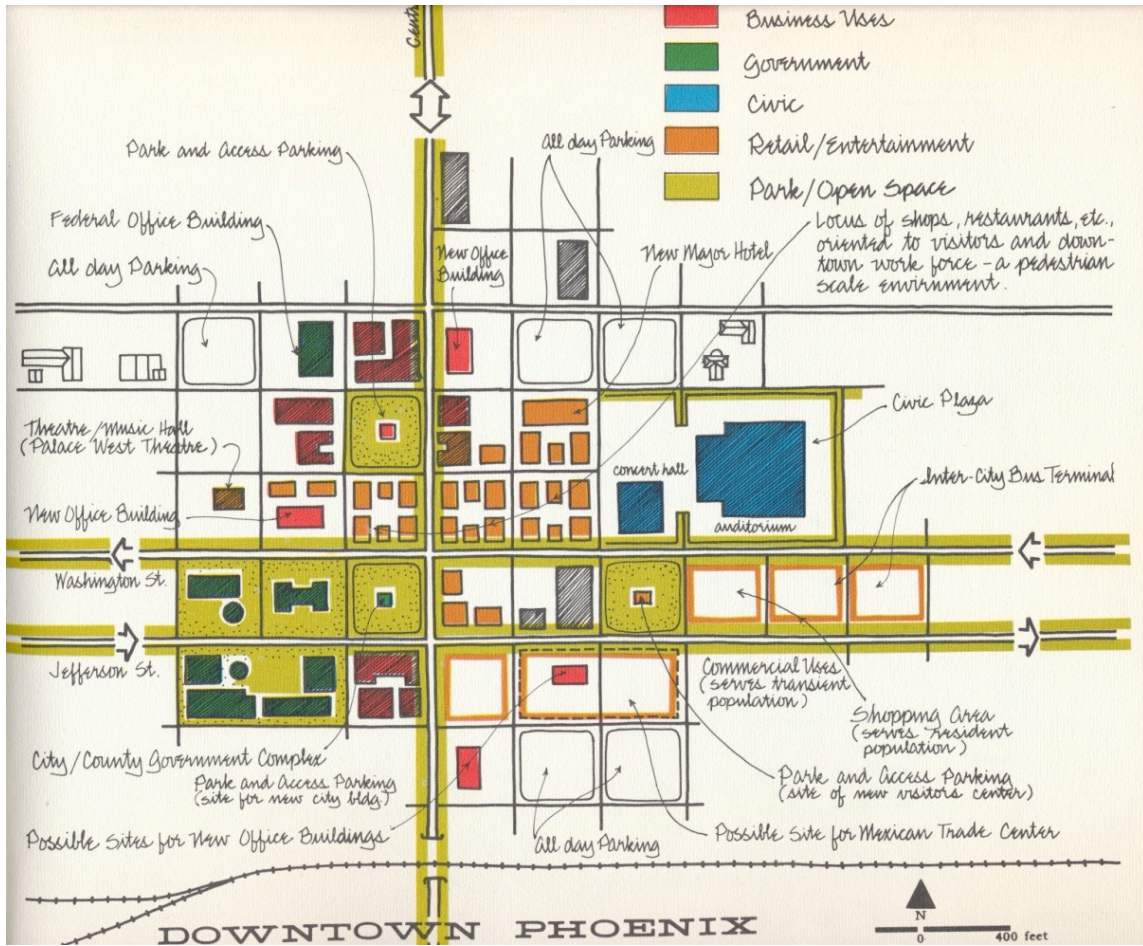 Centr
Business Uses
Government
Civic
Retail/Entertainment
Park/Open Space
Park and Access Parking
All day Parking
Federal Office Building
All day Parking
New Office
Building
New Major Hotel
Locus of shops, restaurants, etc.,
oriented to visitors and down-
town work force - a pedestrian
scale envirnment.
Theatre/Music Hall
(Palace West Theatre)
Civic Plaza
concert hall
auditorium
Inter-City Bus Terminal
New Office Building
Washington St.
Jefferson St.
Commercial Uses
(serves transient
population)
Shopping Area
(serves resident
population)
City/County Government Complex
Park and Access Parking
(site for new city bldg.)
Park and Access Parking
(site of new visitors center)
Possible Sites for New Office Buildings
All day Parking
Possible Site for Mexican Trade Center
DOWNTOWN PHOENIX
N
0 400 feet